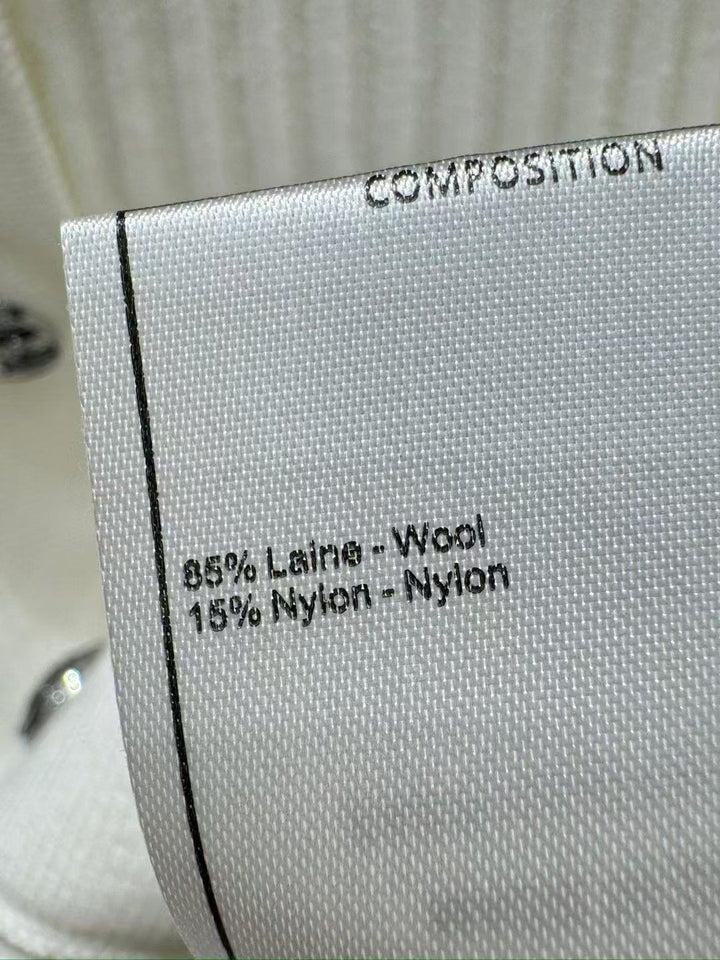 COMPOSITION
85% Laine - Wool
15% Nylon - Nylon